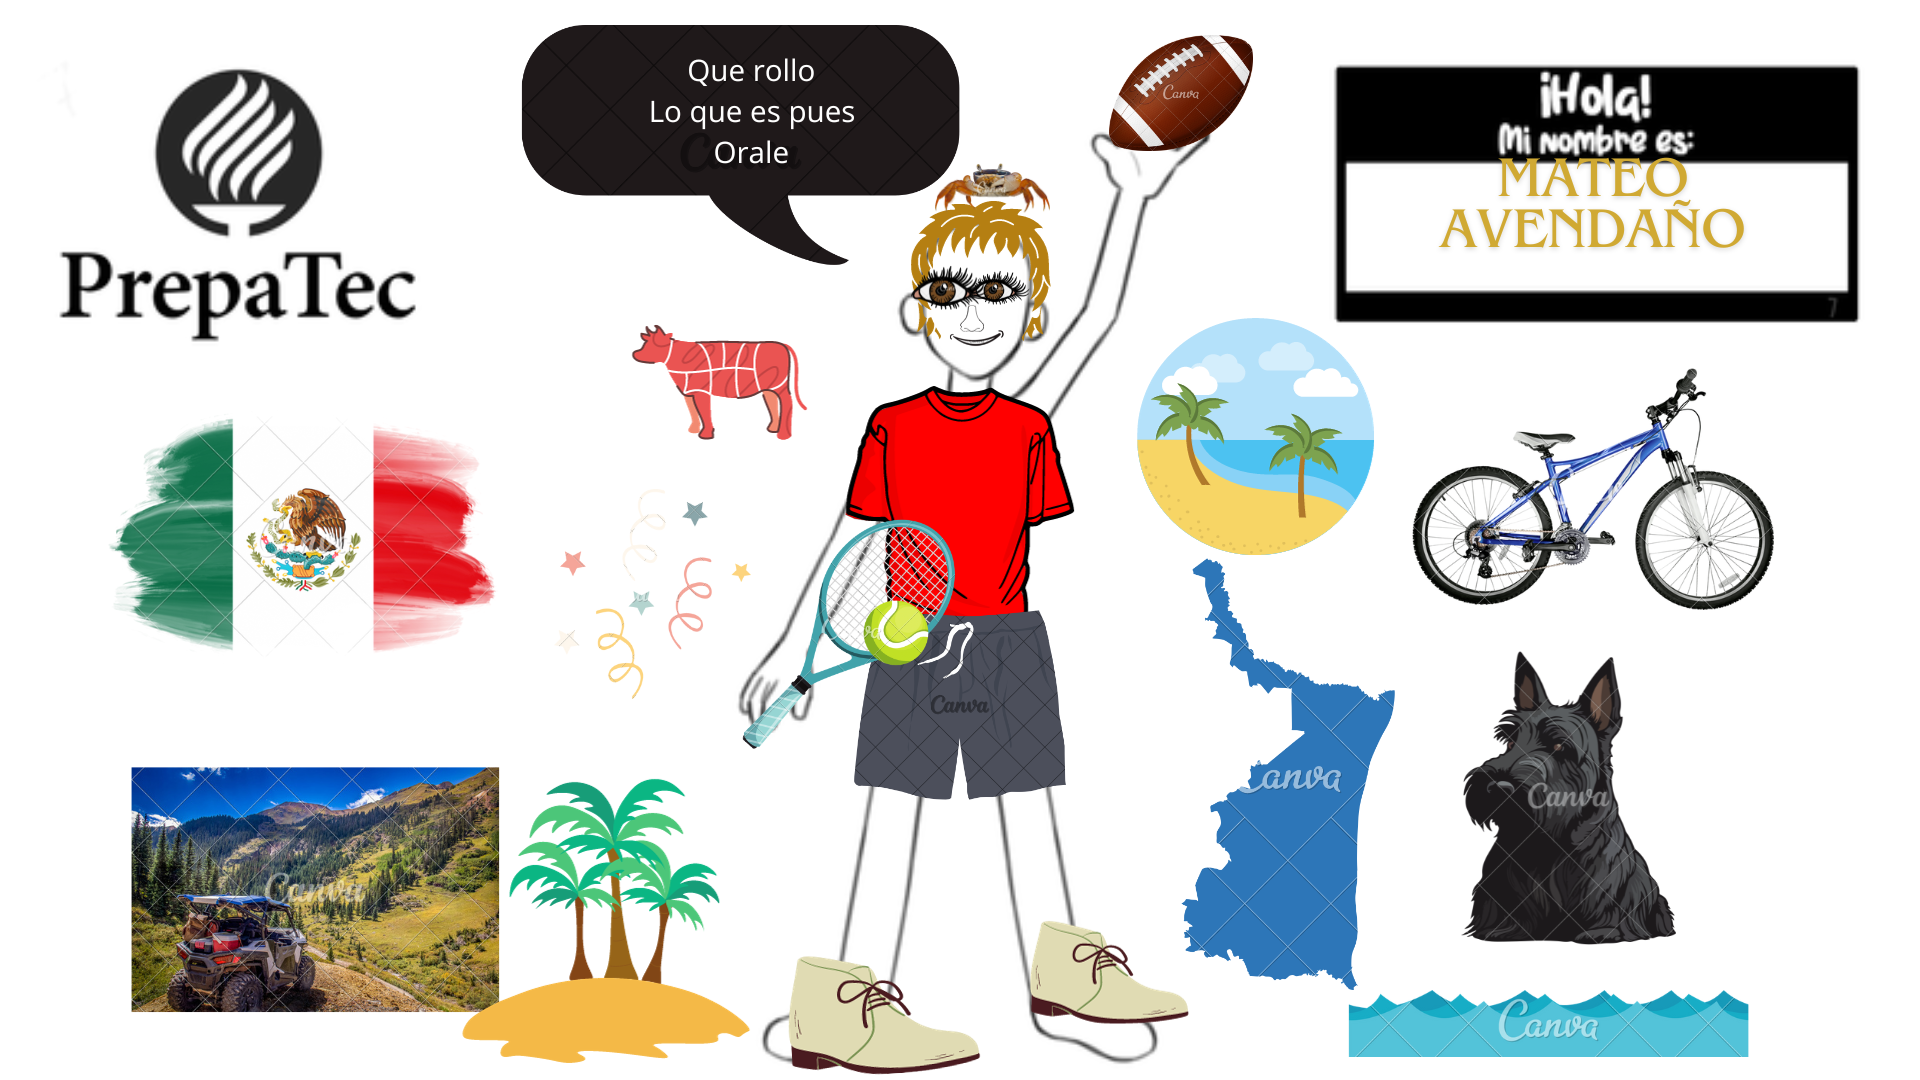 PrepaTec
Que rollo
Lo que es pues
Orale
¡Hola!
Mi nombre es:
MATEO
AVENDAÑO
7
Canva
Canva
Canva
Canva
Canva
Canva